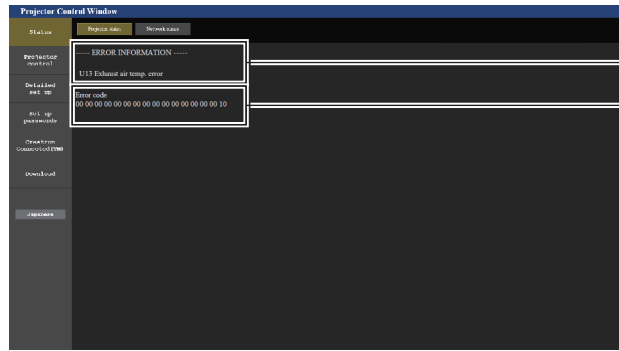 Projector Control Window
Status
Projector status
Network status
----- ERROR INFORMATION -----
U13 Exhaust air temp. error
Error code
00 00 00 00 00 00 00 00 00 00 00 00 00 00 00 10
Projector
control
Detailed
set up
Set up
passwords
Crestron
Connected(TM)
Download
Japanese